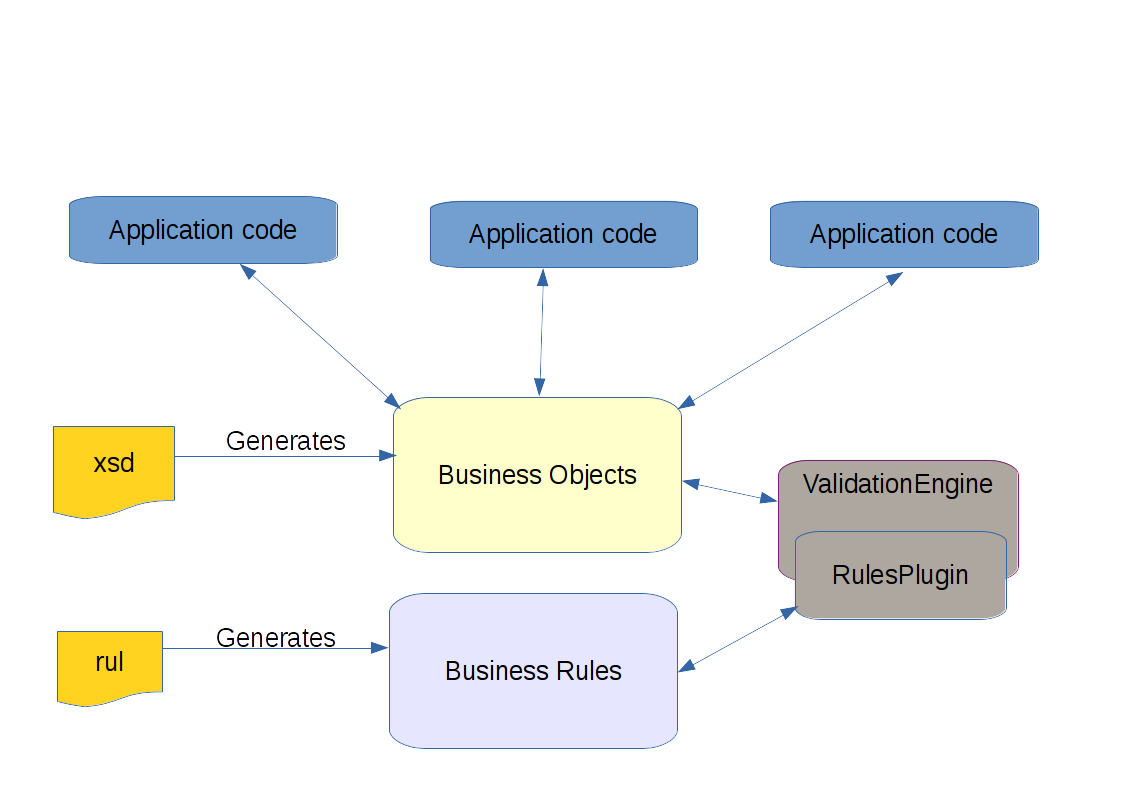 Application code
Application code
Application code
Generates
xsd
Business Objects
ValidationEngine
RulesPlugin
Generates
rul
Business Rules